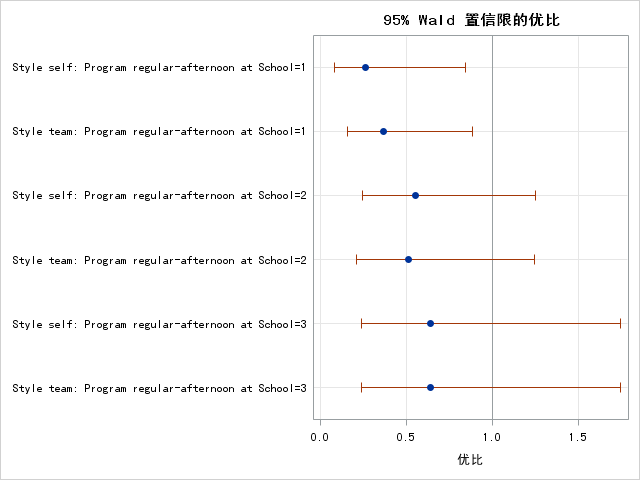 95% Wald 置信限的优比
Style self: Program regular-afternoon at School=1
Style team: Program regular-afternoon at School=1
Style self: Program regular-afternoon at School=2
Style team: Program regular-afternoon at School=2
Style self: Program regular-afternoon at School=3
Style team: Program regular-afternoon at School=3
0.0 0.5 1.0 1.5
优比